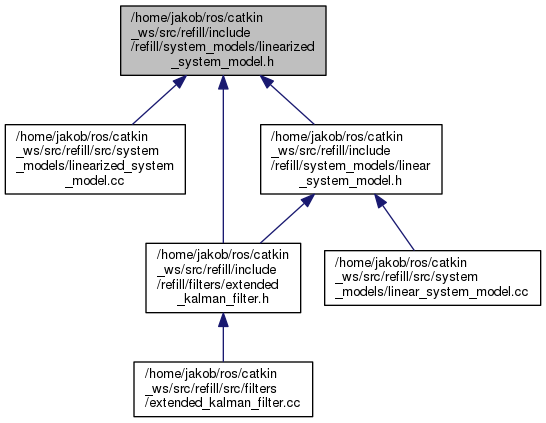 /home/jakob/ros/catkin
_ws/src/refill/include
/refill/system_models/linearized
_system_model.h
/home/jakob/ros/catkin
_ws/src/refill/src/system
_models/linearized_system
_model.cc
/home/jakob/ros/catkin
_ws/src/refill/include
/refill/system_models/linear
_system_model.h
/home/jakob/ros/catkin
_ws/src/refill/include
/refill/filters/extended
_kalman_filter.h
/home/jakob/ros/catkin
_ws/src/refill/src/system
_models/linear_system_model.cc
/home/jakob/ros/catkin
_ws/src/refill/src/filters
/extended_kalman_filter.cc